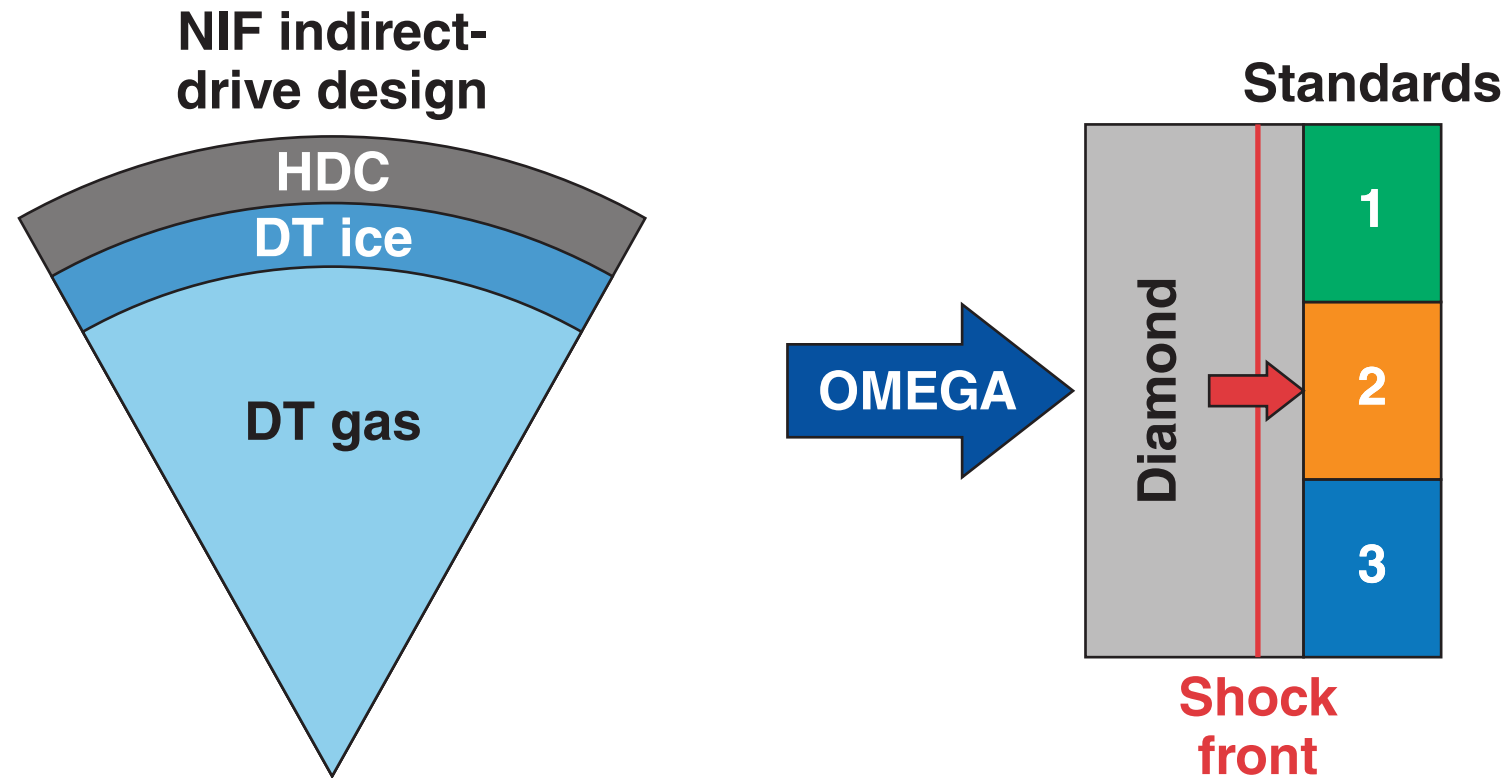 NIF indirect-
drive design
HDC
DT ice
DT gas
OMEGA
Standards
Diamond
1
2
3
Shock
front